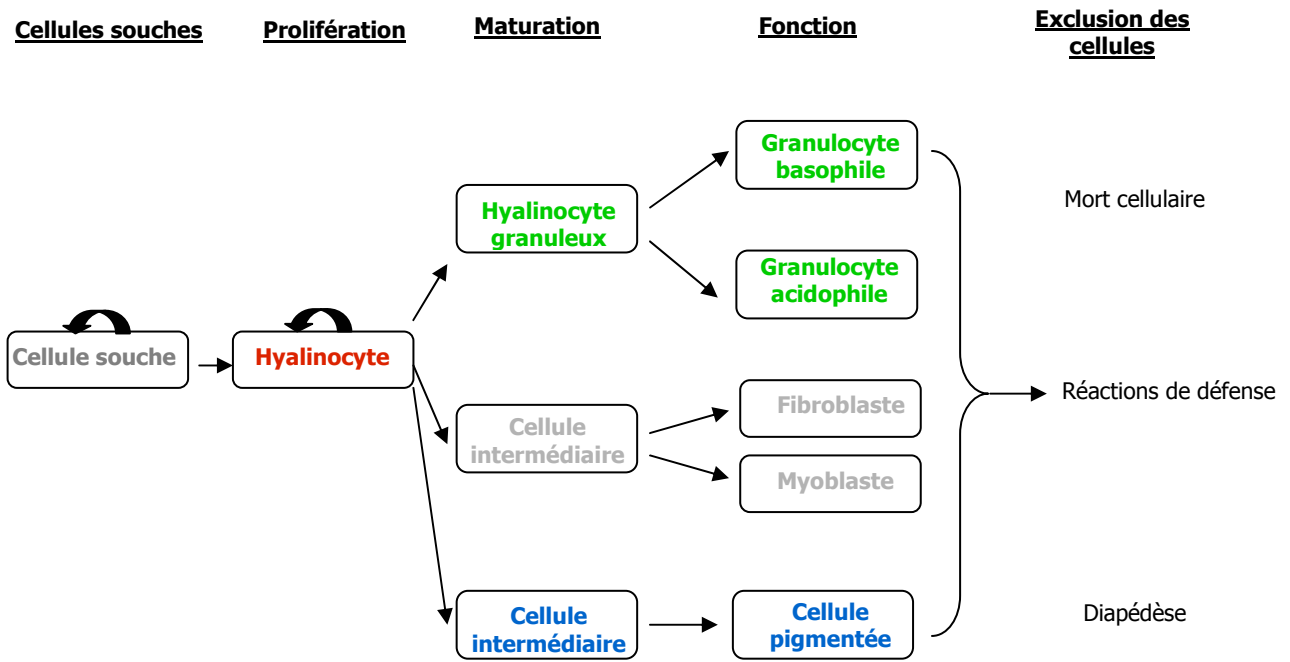 Cellules souches
Prolifération
Maturation
Fonction
Exclusion des
cellules
Granulocyte
basophile
Mort cellulaire
Hyalinocyte
granuleux
Granulocyte
acidophile
Cellule souche
Hyalinocyte
Réactions de défense
Fibroblaste
Cellule
intermédiaire
Myoblaste
Cellule
intermédiaire
Cellule
pigmentée
Diapédèse